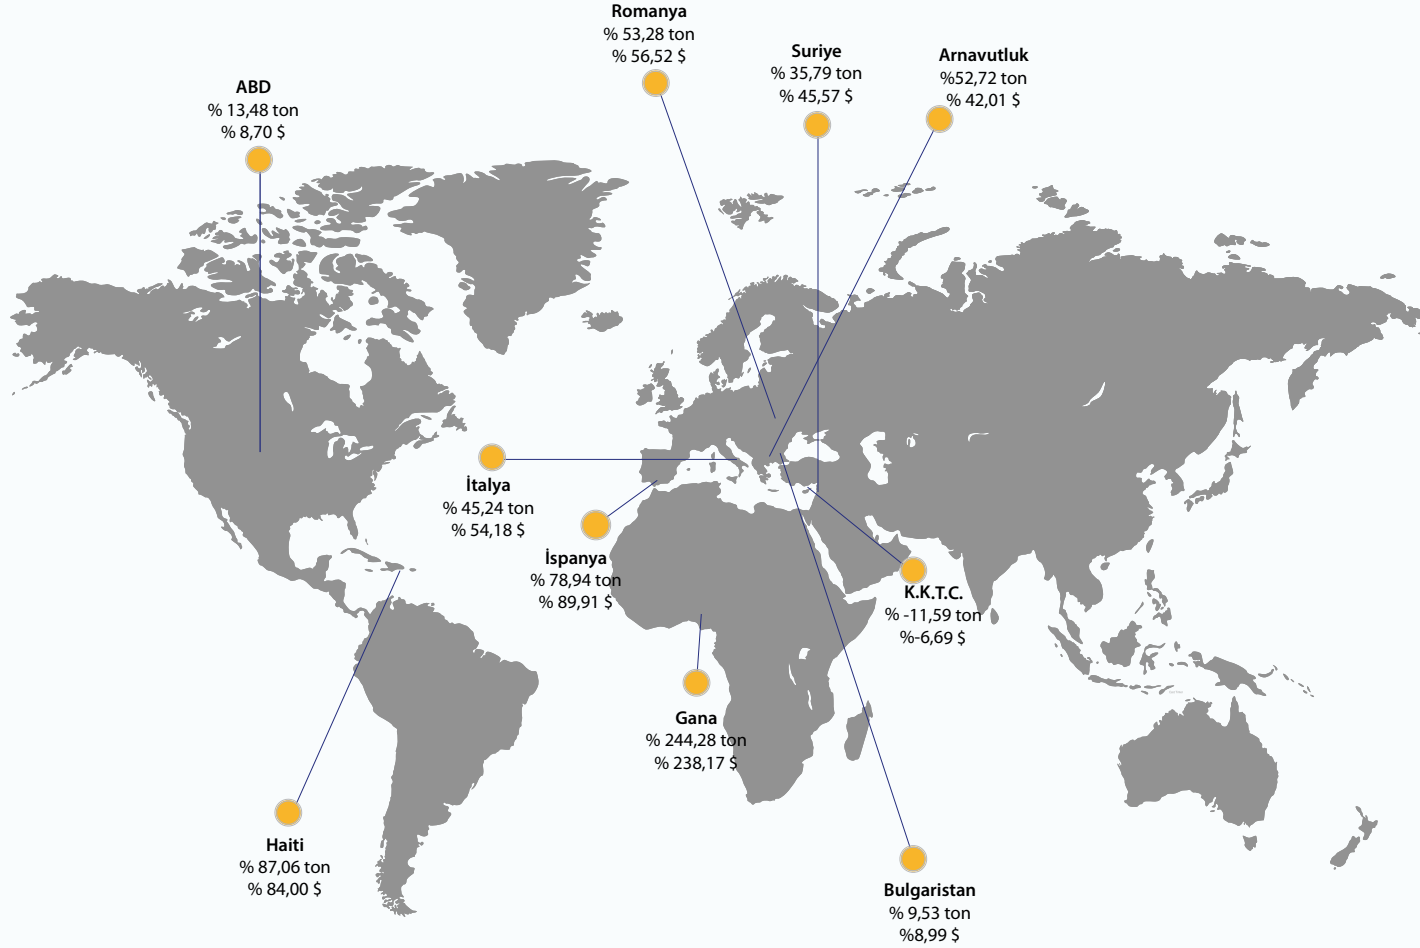 Romanya
% 53,28 ton
% 56,52 $
Suriye
% 35,79 ton
% 45,57 $
Arnavutluk
%52,72 ton
% 42,01 $
ABD
% 13,48 ton
% 8,70 $
İtalya
% 45,24 ton
% 54,18 $
İspanya
% 78,94 ton
% 89,91 $
K.K.T.C.
% -11,59 ton
%-6,69 $
Gana
% 244,28 ton
% 238,17 $
Haiti
% 87,06 ton
% 84,00 $
Bulgaristan
% 9,53 ton
%8,99 $